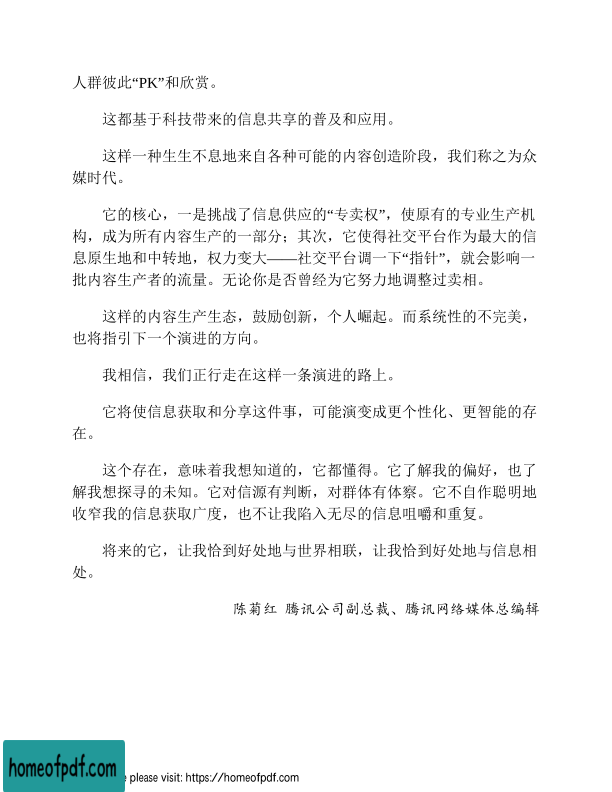 人群彼此“PK”和欣赏。
这都基于科技带来的信息共享的普及和应用。
这样一种生生不息地来自各种可能的内容创造阶段，我们称之为众
媒时代。
它的核心，一是挑战了信息供应的“专卖权”，使原有的专业生产机
构，成为所有内容生产的一部分；其次，它使得社交平台作为最大的信
息原生地和中转地，权力变大——社交平台调一下“指针”，就会影响一
批内容生产者的流量。无论你是否曾经为它努力地调整过卖相。
这样的内容生产生态，鼓励创新，个人崛起。而系统性的不完美，
也将指引下一个演进的方向。
我相信，我们正行走在这样一条演进的路上。
它将使信息获取和分享这件事，可能演变成更个性化、更智能的存
在。
这个存在，意味着我想知道的，它都懂得。它了解我的偏好，也了
解我想探寻的未知。它对信源有判断，对群体有体察。它不自作聪明地
收窄我的信息获取广度，也不让我陷入无尽的信息咀嚼和重复。
将来的它，让我恰到好处地与世界相联，让我恰到好处地与信息相
处。
陈菊红 腾讯公司副总裁、腾讯网络媒体总编辑
homeofpdf.com
please visit: https://homeofpdf.com